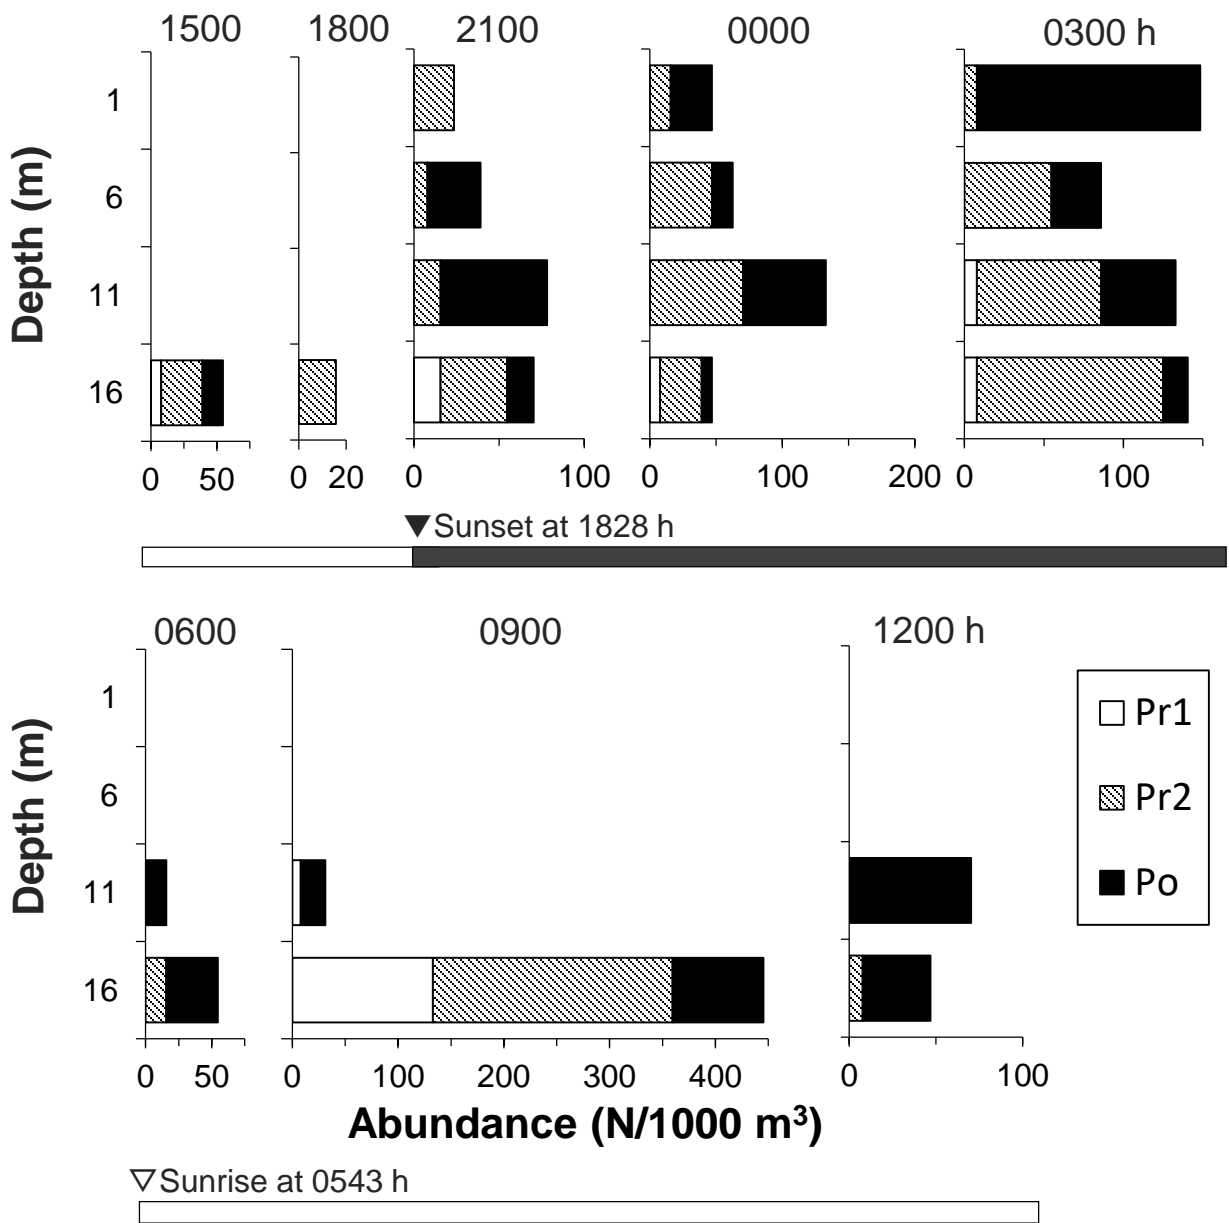 1500 1800 2100 0000 0300 h
Depth (m)
1
6
11
16
0 50 0 20 0 100 0 100 200 0 100
▼Sunset at 1828 h
0600 0900 1200 h
Depth (m)
1
6
11
16
Pr1
Pr2
Po
0 50 0 100 200 300 400 0 100
Abundance (N/1000 m³)
▽Sunrise at 0543 h